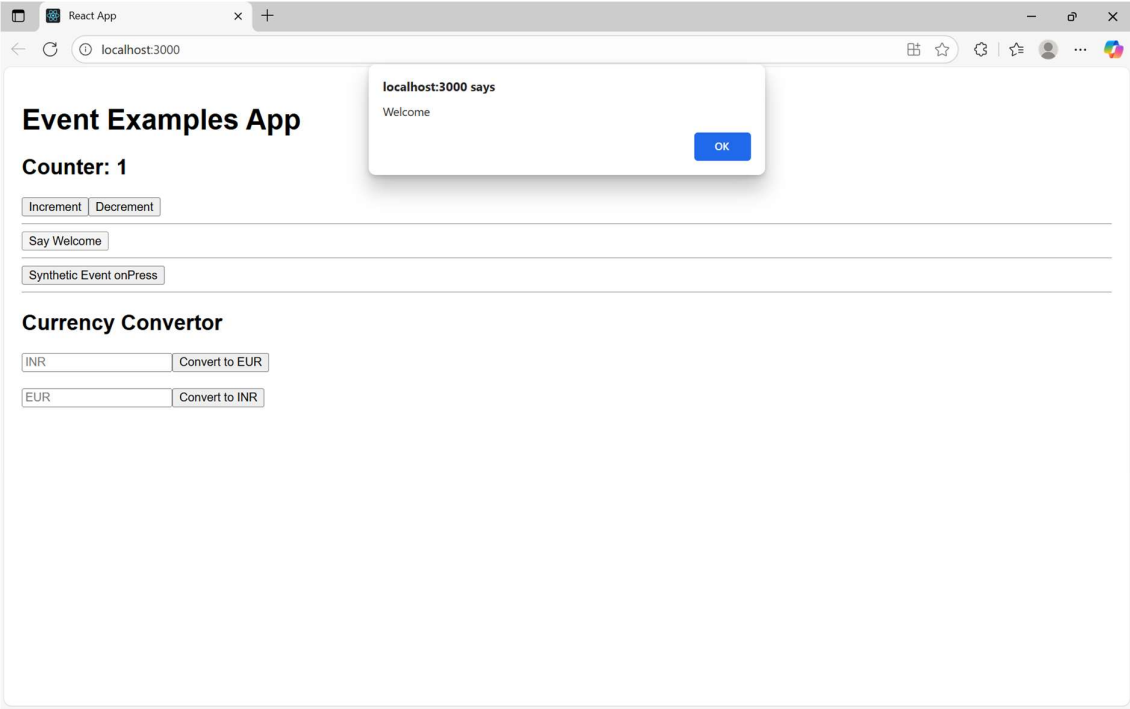 React App
localhost:3000
localhost:3000 says
Welcome
OK
Event Examples App
Counter: 1
Increment Decrement
Say Welcome
Synthetic Event onPress
Currency Convertor
INR Convert to EUR
EUR Convert to INR